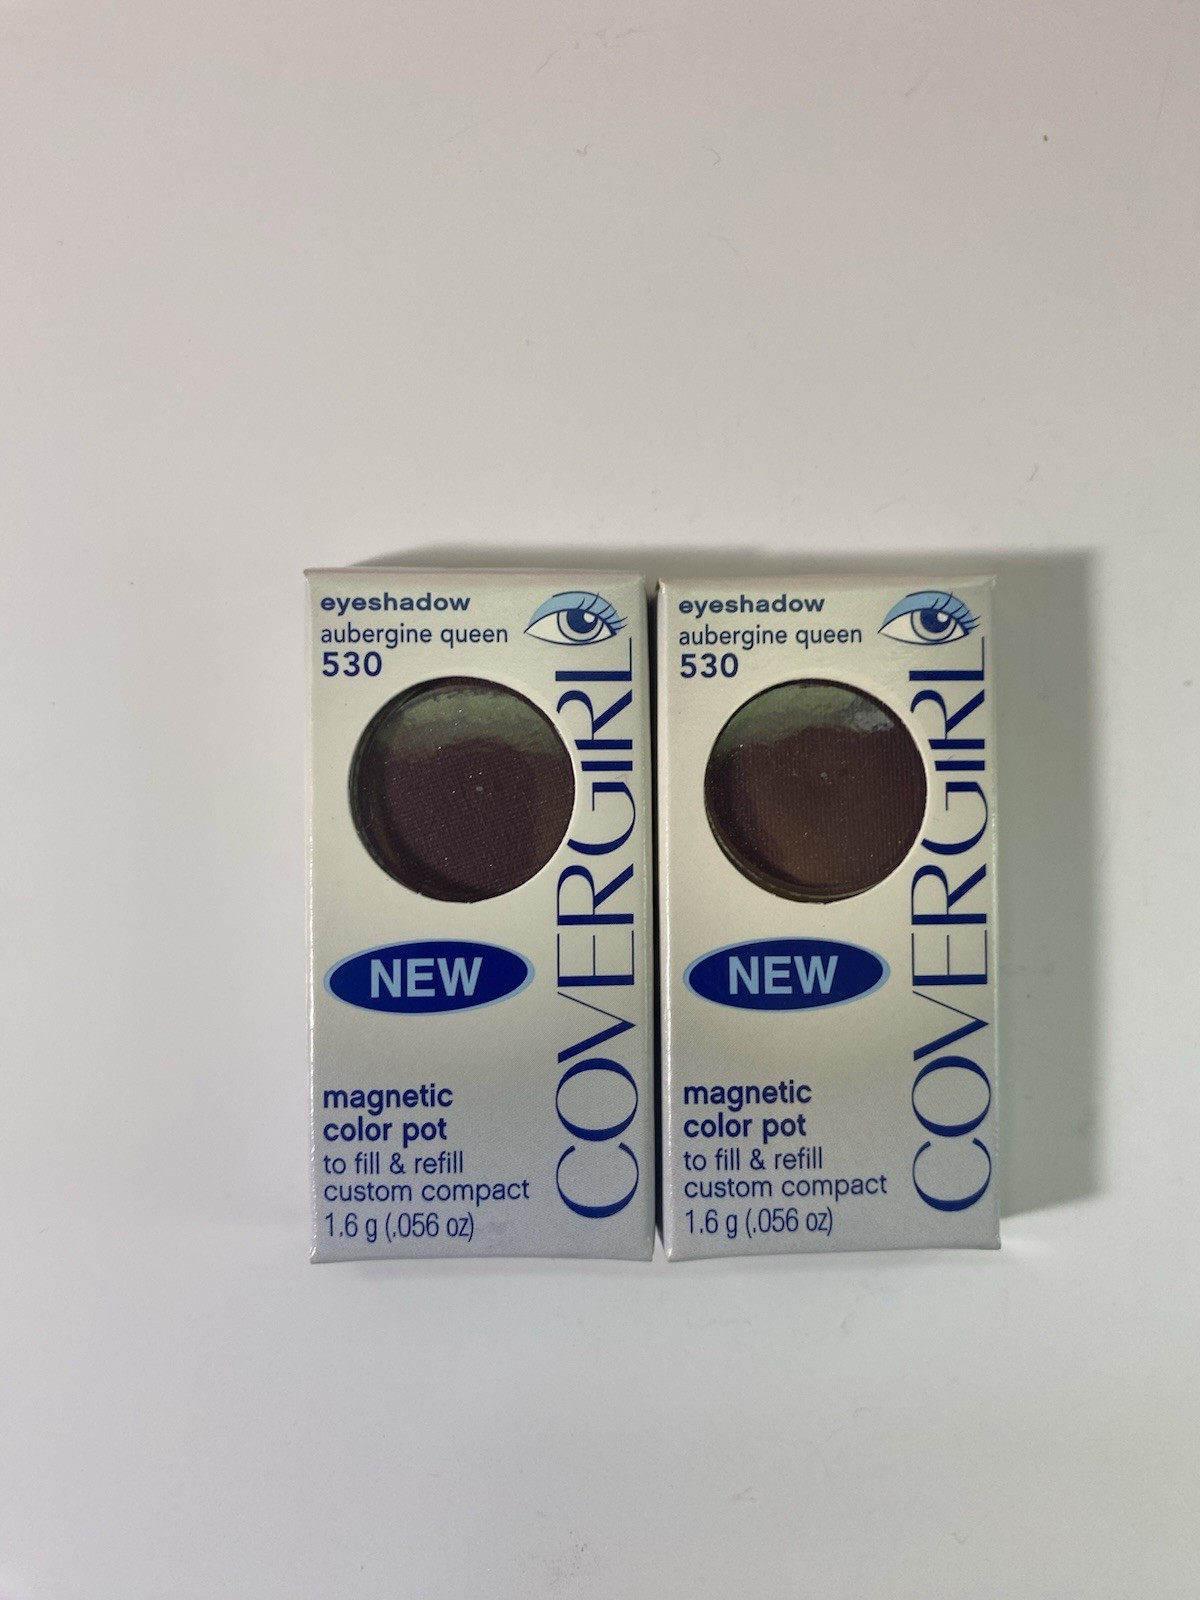 eyeshadow
aubergine queen
530
COVERGIRL
NEW
magnetic
color pot
to fill & refill
custom compact
1.6 g (.056 oz)
eyeshadow
aubergine queen
530
COVERGIRL
NEW
magnetic
color pot
to fill & refill
custom compact
1.6 g (.056 oz)